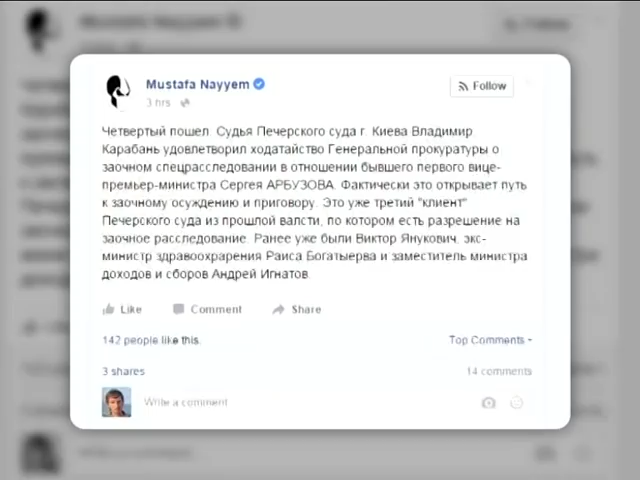 Mustafa Nayyem
3 hrs
Follow
Четвертый пошел. Судья Печерского суда г. Киева Владимир
Карабань удовлетворил ходатайство Генеральной прокуратуры о
заочном спецрасследовании в отношении бывшего первого вице-
премьер-министра Сергея АРБУЗОВА. Фактически это открывает путь
к заочному осуждению и приговору. Это уже третий "клиент"
Печерского суда из прошлой валсти, по котором есть разрешение на
заочное расследование. Ранее уже были Виктор Янукович, экс-
министр здравоохрарения Раиса Богатыерва и заместитель министра
доходов и сборов Андрей Игнатов
Like Comment Share
142 people like this.
Top Comments
3 shares
14 comments
Write a comment